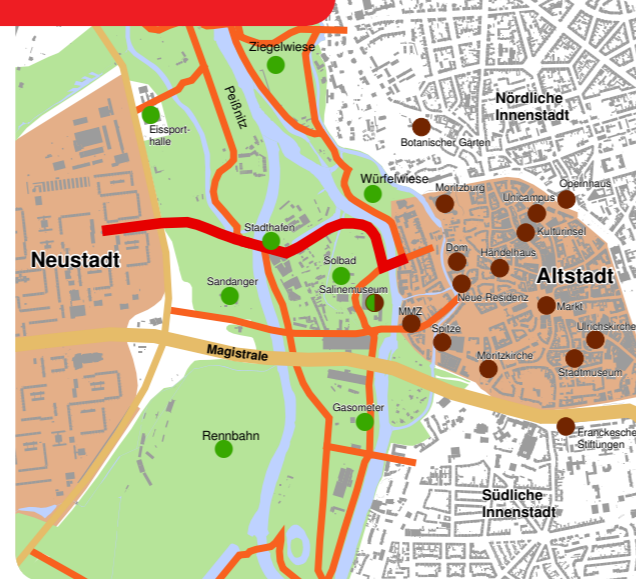 Ziegelwiese
Peißnitz
Nördliche
Innenstadt
Eissport-
halle
Botanischer Garten
Würfelwiese
Moritzburg
Opernhaus
Unicampus
Kulturinsel
Stadthafen
Dom
Händelhaus
Neustadt
Solbad
Altstadt
Sandanger
Salinemuseum
Neue Residenz
Markt
MMZ
Spitze
Ulrichskirche
Magistrale
Moritzkirche
Stadtmuseum
Gasometer
Rennbahn
Franckesche
Stiftungen
Südliche
Innenstadt